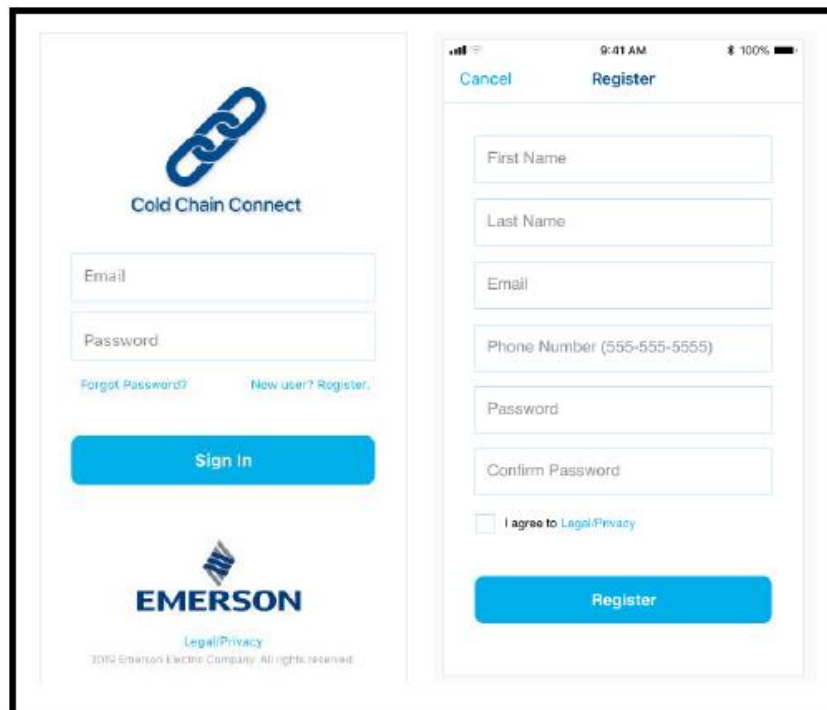 Cold Chain Connect
Email
Password
Forgot Password? New user? Register.
Sign In
EMERSON
Legal/Privacy
2019 Emerson Electric Company. All rights reserved.
9:41 AM 100%
Cancel Register
First Name
Last Name
Email
Phone Number (555-555-5555)
Password
Confirm Password
I agree to Legal/Privacy
Register